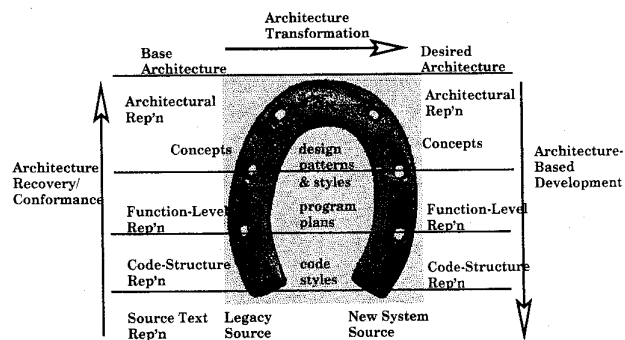 Architecture
Transformation
Base
Architecture
Desired
Architecture
Architectural
Rep'n
Architectural
Rep'n
Concepts
design
patterns
& styles
Concepts
Architecture
Recovery/
Conformance
Architecture-
Based
Development
Function-Level
Rep'n
program
plans
Function-Level
Rep'n
Code-Structure
Rep'n
code
styles
Code-Structure
Rep'n
Source Text
Rep'n
Legacy
Source
New System
Source